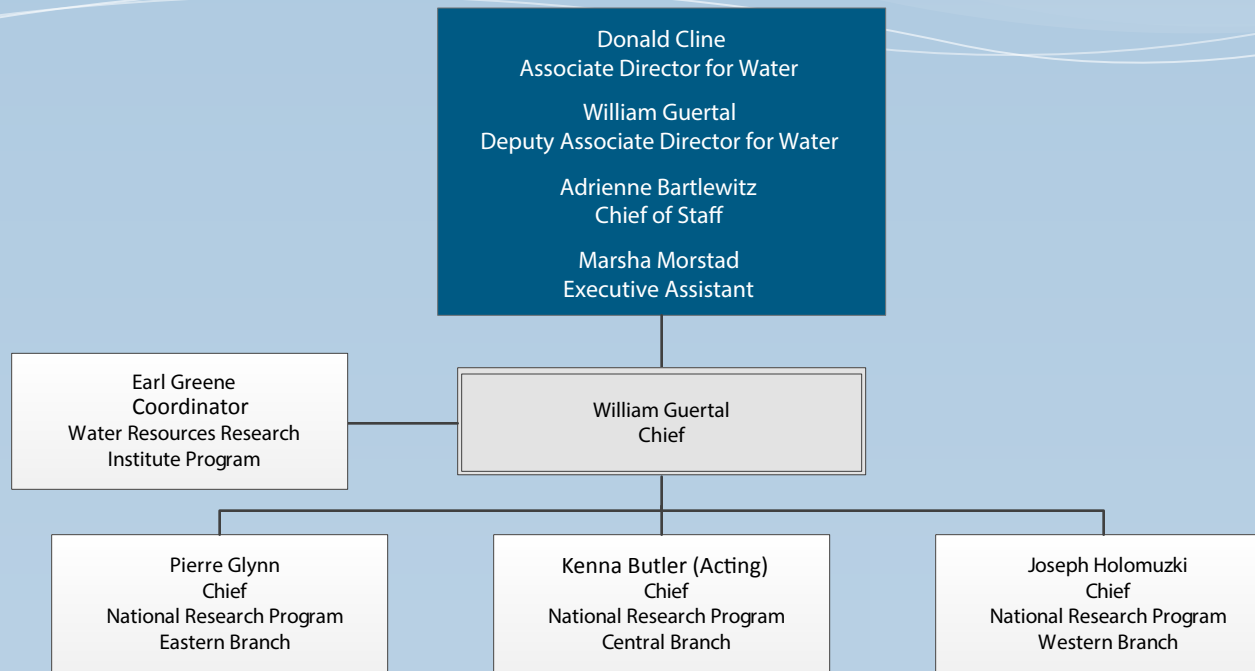 Donald Cline
Associate Director for Water
William Guertal
Deputy Associate Director for Water
Adrienne Bartlewitz
Chief of Staff
Marsha Morstad
Executive Assistant
Earl Greene
Coordinator
Water Resources Research
Institute Program
William Guertal
Chief
Pierre Glynn
Chief
National Research Program
Eastern Branch
Kenna Butler (Acting)
Chief
National Research Program
Central Branch
Joseph Holomuzki
Chief
National Research Program
Western Branch